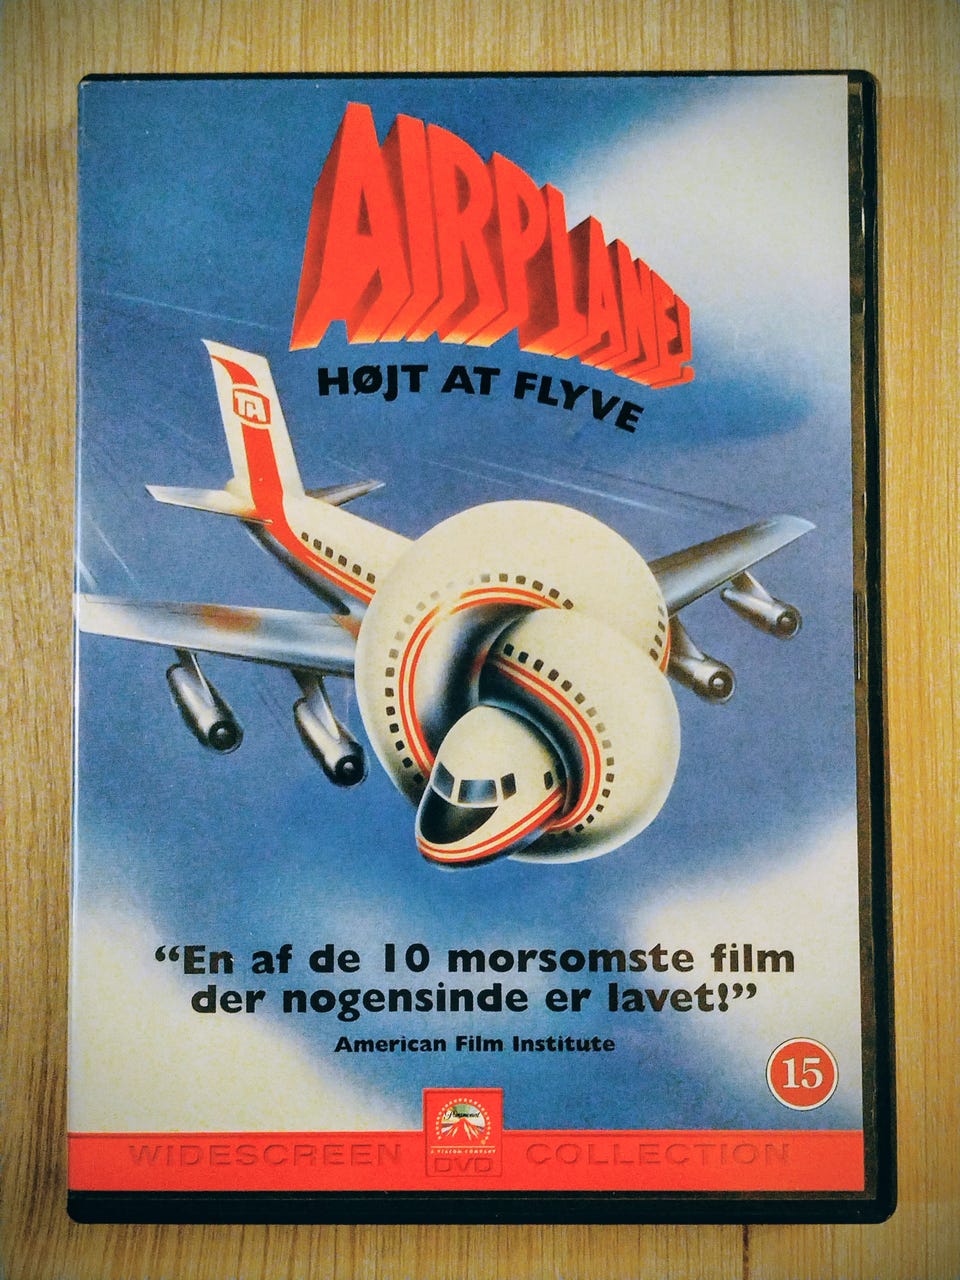 AIRPLANE!
HØJT AT FLYVE
TA
“En af de 10 morsomste film
der nogensinde er lavet!”
American Film Institute
15
Paramount
A VIACOM COMPANY
WIDESCREEN DVD COLLECTION